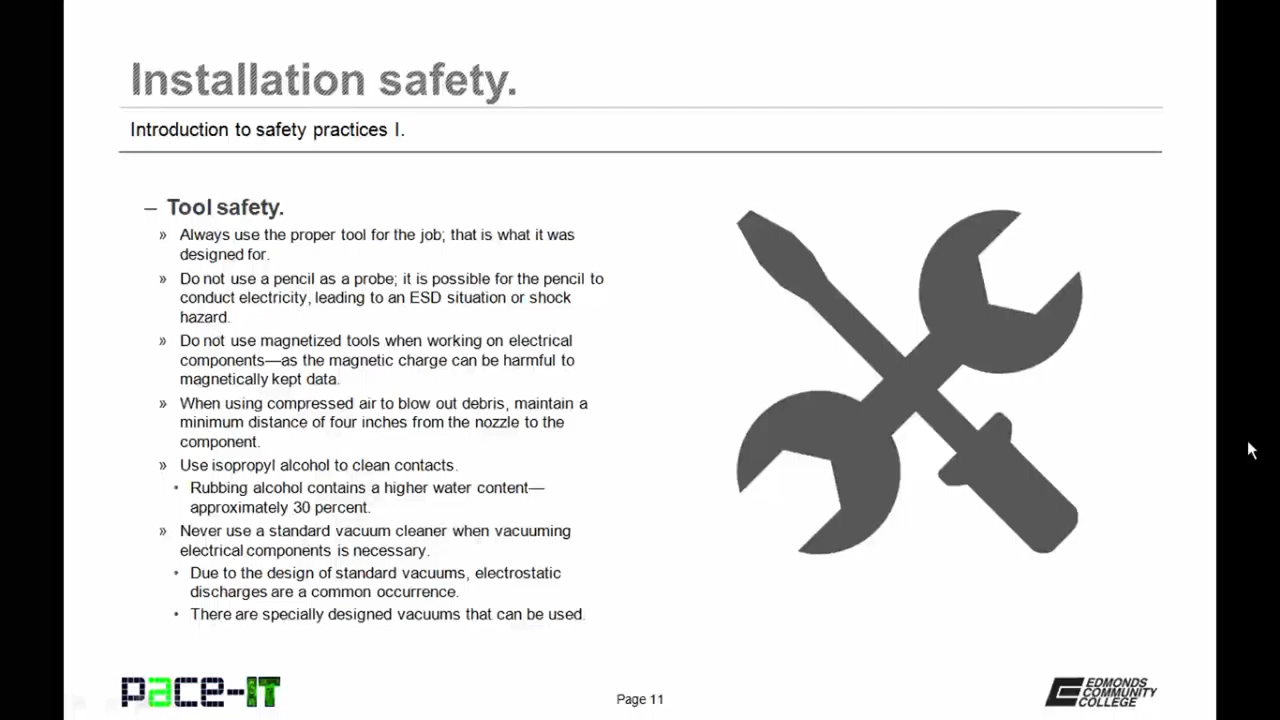 Installation safety.
Introduction to safety practices I.
– Tool safety.
» Always use the proper tool for the job; that is what it was
designed for.
» Do not use a pencil as a probe; it is possible for the pencil to
conduct electricity, leading to an ESD situation or shock
hazard.
» Do not use magnetized tools when working on electrical
components—as the magnetic charge can be harmful to
magnetically kept data.
» When using compressed air to blow out debris, maintain a
minimum distance of four inches from the nozzle to the
component.
» Use isopropyl alcohol to clean contacts.
• Rubbing alcohol contains a higher water content—
approximately 30 percent.
» Never use a standard vacuum cleaner when vacuuming
electrical components is necessary.
• Due to the design of standard vacuums, electrostatic
discharges are a common occurrence.
• There are specially designed vacuums that can be used.
pace-IT
Page 11
EDMONDS
COMMUNITY
COLLEGE